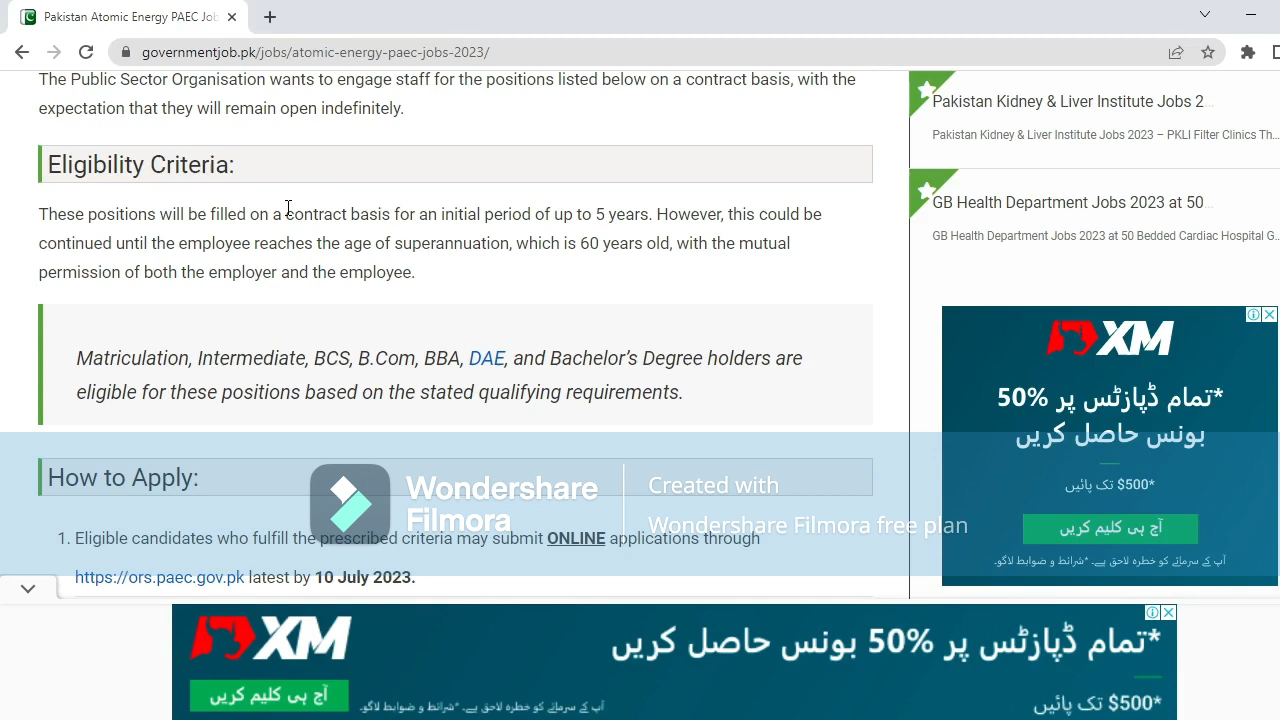 Pakistan Atomic Energy PAEC Job
governmentjob.pk/jobs/atomic-energy-paec-jobs-2023/
The Public Sector Organisation wants to engage staff for the positions listed below on a contract basis, with the
expectation that they will remain open indefinitely.
Eligibility Criteria:
These positions will be filled on a contract basis for an initial period of up to 5 years. However, this could be
continued until the employee reaches the age of superannuation, which is 60 years old, with the mutual
permission of both the employer and the employee.
Matriculation, Intermediate, BCS, B.Com, BBA, DAE, and Bachelor’s Degree holders are
eligible for these positions based on the stated qualifying requirements.
How to Apply:
1. Eligible candidates who fulfill the prescribed criteria may submit ONLINE applications through
https://ors.paec.gov.pk latest by 10 July 2023.
Wondershare
Filmora
Created with
Wondershare Filmora free plan
Pakistan Kidney & Liver Institute Jobs 2...
Pakistan Kidney & Liver Institute Jobs 2023 – PKLI Filter Clinics Th...
GB Health Department Jobs 2023 at 50...
GB Health Department Jobs 2023 at 50 Bedded Cardiac Hospital G...
XM
*تمام ڈپازٹس پر 50%
بونس حاصل کریں
*$500 تک پائیں
آج ہی کلیم کریں
آپ کے سرمائے کو خطرہ لاحق ہے۔ *شرائط و ضوابط لاگو۔
XM
*تمام ڈپازٹس پر 50% بونس حاصل کریں
*$500 تک پائیں
آج ہی کلیم کریں
آپ کے سرمائے کو خطرہ لاحق ہے۔ *شرائط و ضوابط لاگو۔